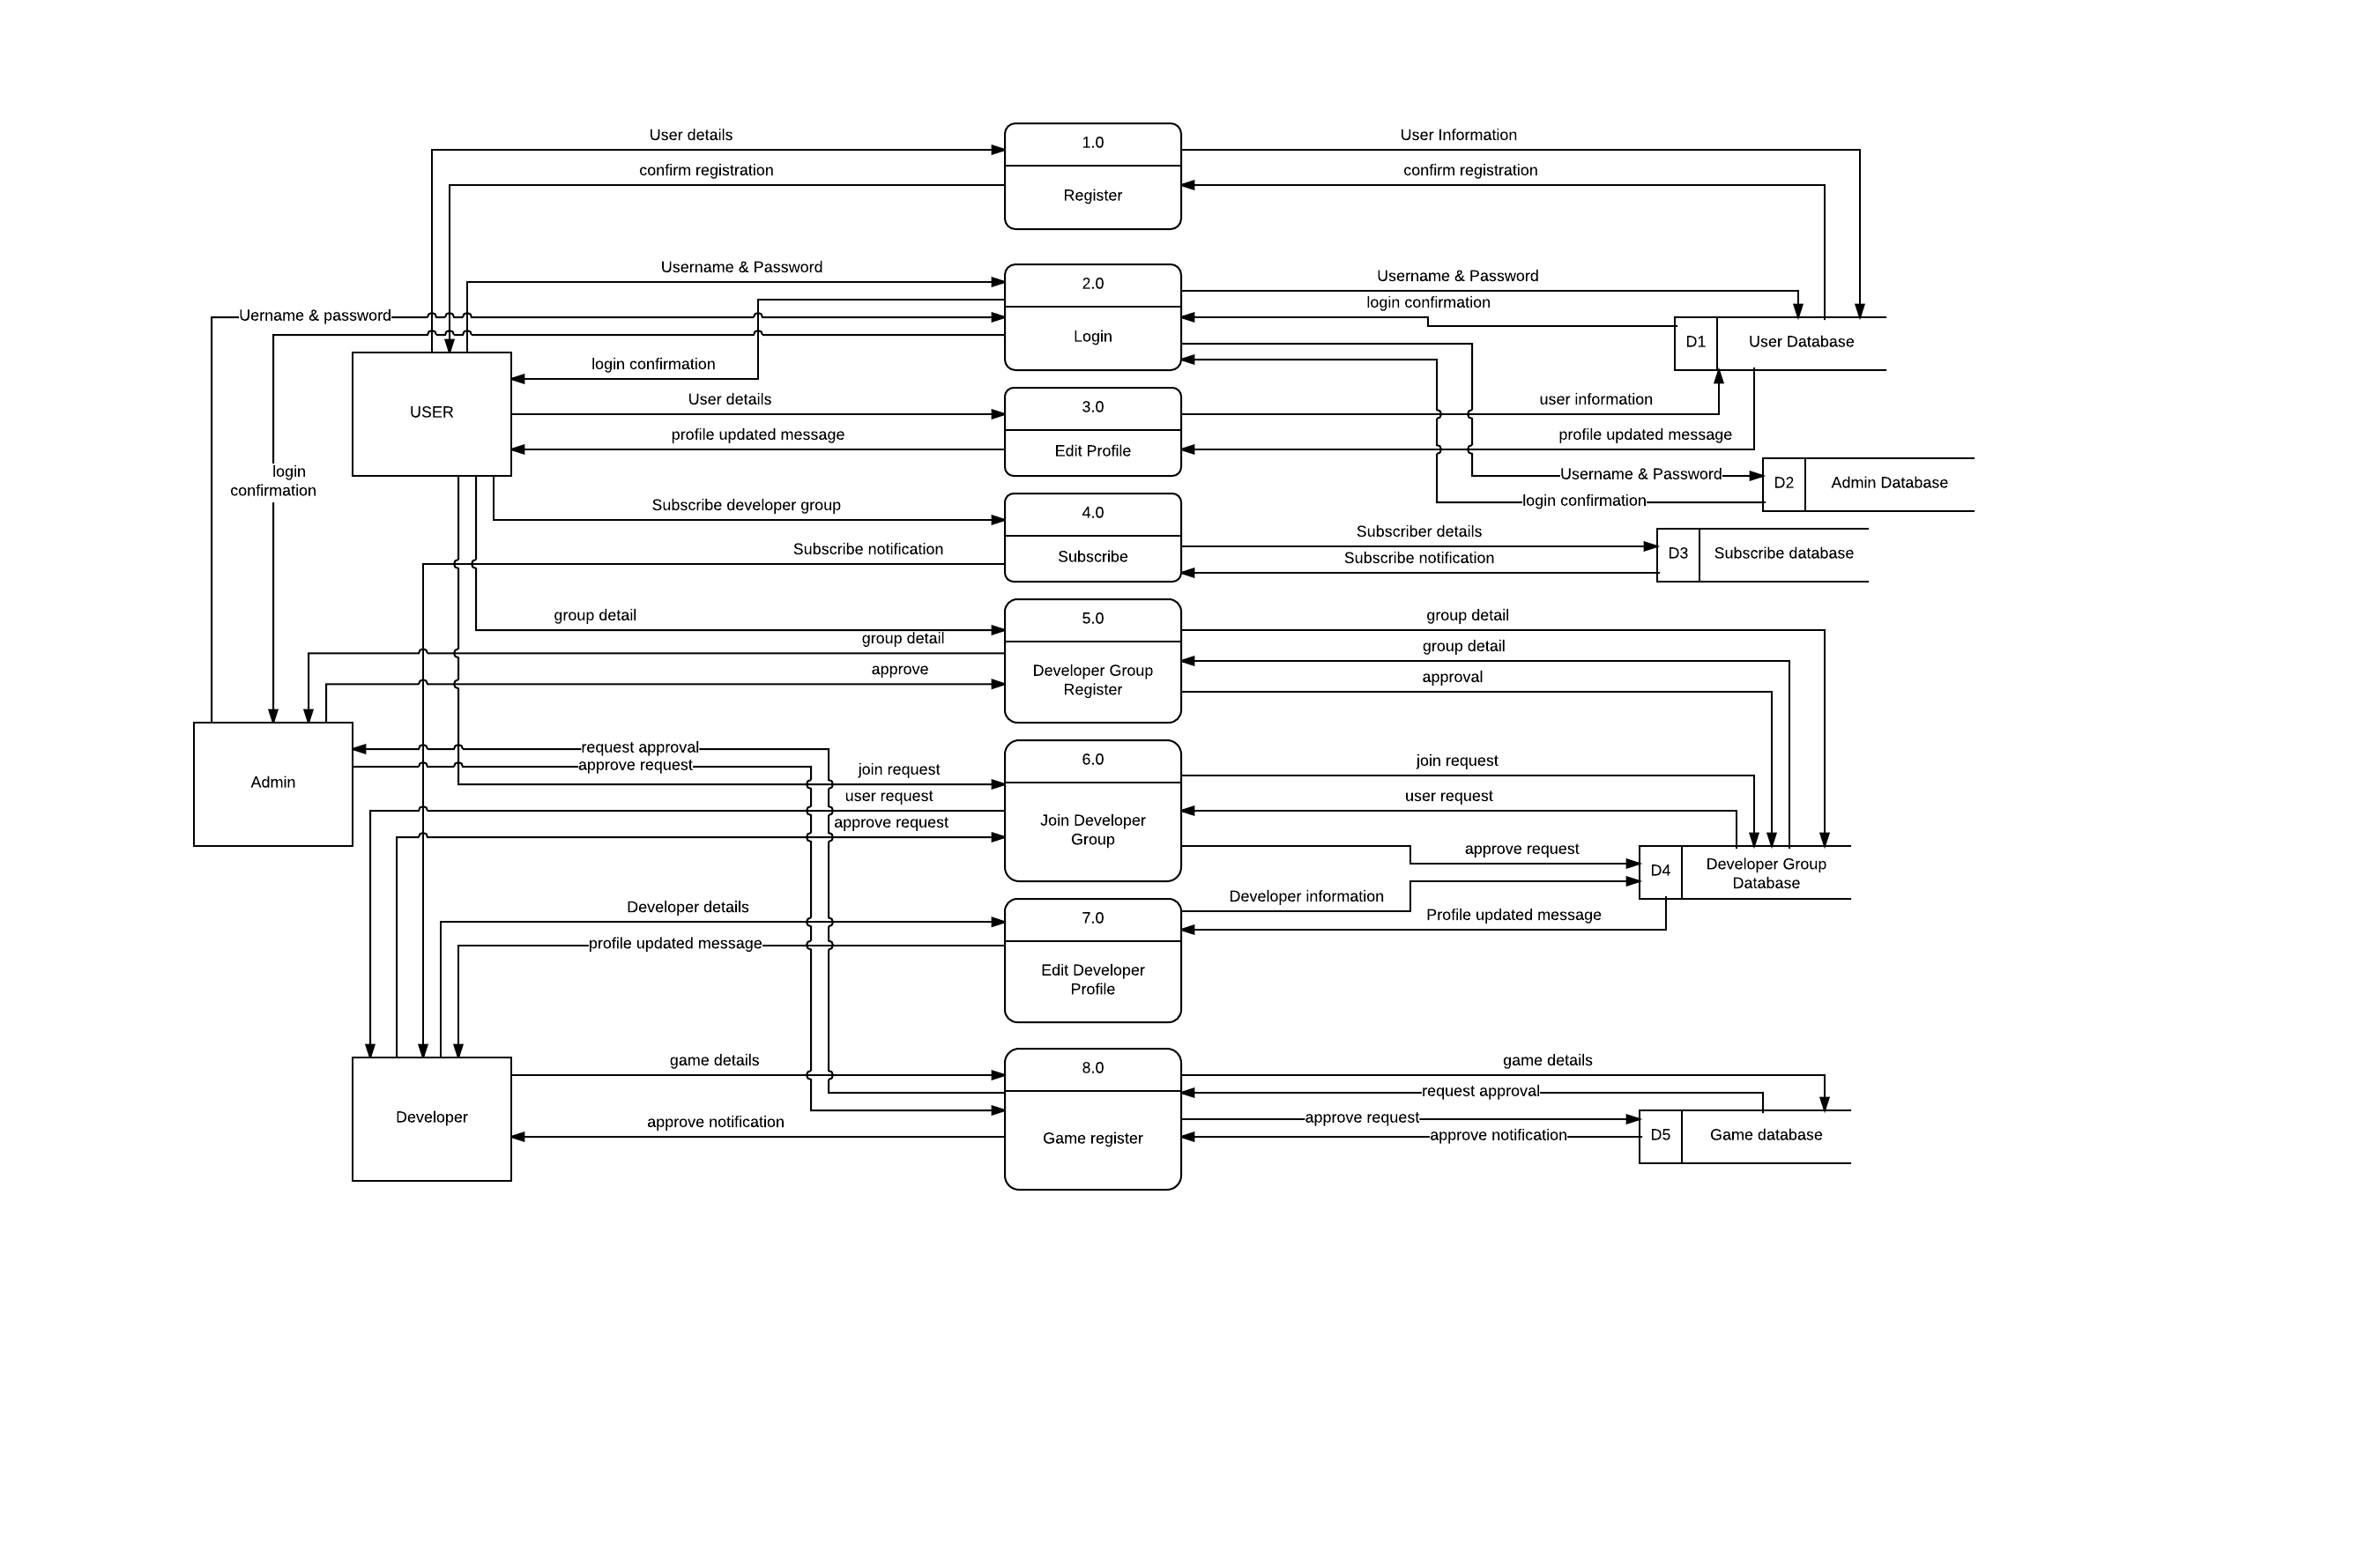 User details
1.0
User Information
confirm registration
confirm registration
Register
Username & Password
2.0
Username & Password
login confirmation
Uername & password
Login
D1
User Database
login confirmation
User details
3.0
user information
USER
profile updated message
Edit Profile
profile updated message
login
confirmation
Username & Password
D2
Admin Database
login confirmation
Subscribe developer group
4.0
Subscriber details
Subscribe notification
Subscribe
Subscribe notification
D3
Subscribe database
group detail
5.0
group detail
group detail
group detail
approve
Developer Group
Register
approval
request approval
approve request
6.0
join request
join request
Admin
user request
user request
approve request
Join Developer
Group
approve request
D4
Developer Group
Database
Developer information
Developer details
7.0
Profile updated message
profile updated message
Edit Developer
Profile
game details
8.0
game details
request approval
Developer
approve notification
approve request
Game register
approve notification
D5
Game database